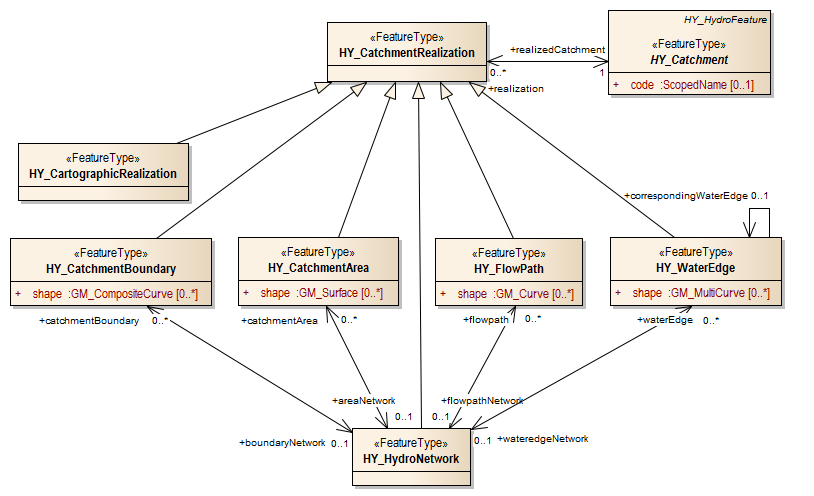 HY_HydroFeature
«FeatureType»
HY_CatchmentRealization
+realizedCatchment
0..*
1
+realization
«FeatureType»
HY_Catchment
+ code :ScopedName [0..1]
«FeatureType»
HY_CartographicRealization
+correspondingWaterEdge 0..1
«FeatureType»
HY_CatchmentBoundary
+ shape :GM_CompositeCurve [0..*]
«FeatureType»
HY_CatchmentArea
+ shape :GM_Surface [0..*]
«FeatureType»
HY_FlowPath
+ shape :GM_Curve [0..*]
«FeatureType»
HY_WaterEdge
+ shape :GM_MultiCurve [0..*]
+catchmentBoundary 0..*
+catchmentArea 0..*
+flowpath 0..*
+waterEdge 0..*
+areaNetwork
0..1
+flowpathNetwork
0..1
+boundaryNetwork 0..1
0..1 +wateredgeNetwork
«FeatureType»
HY_HydroNetwork